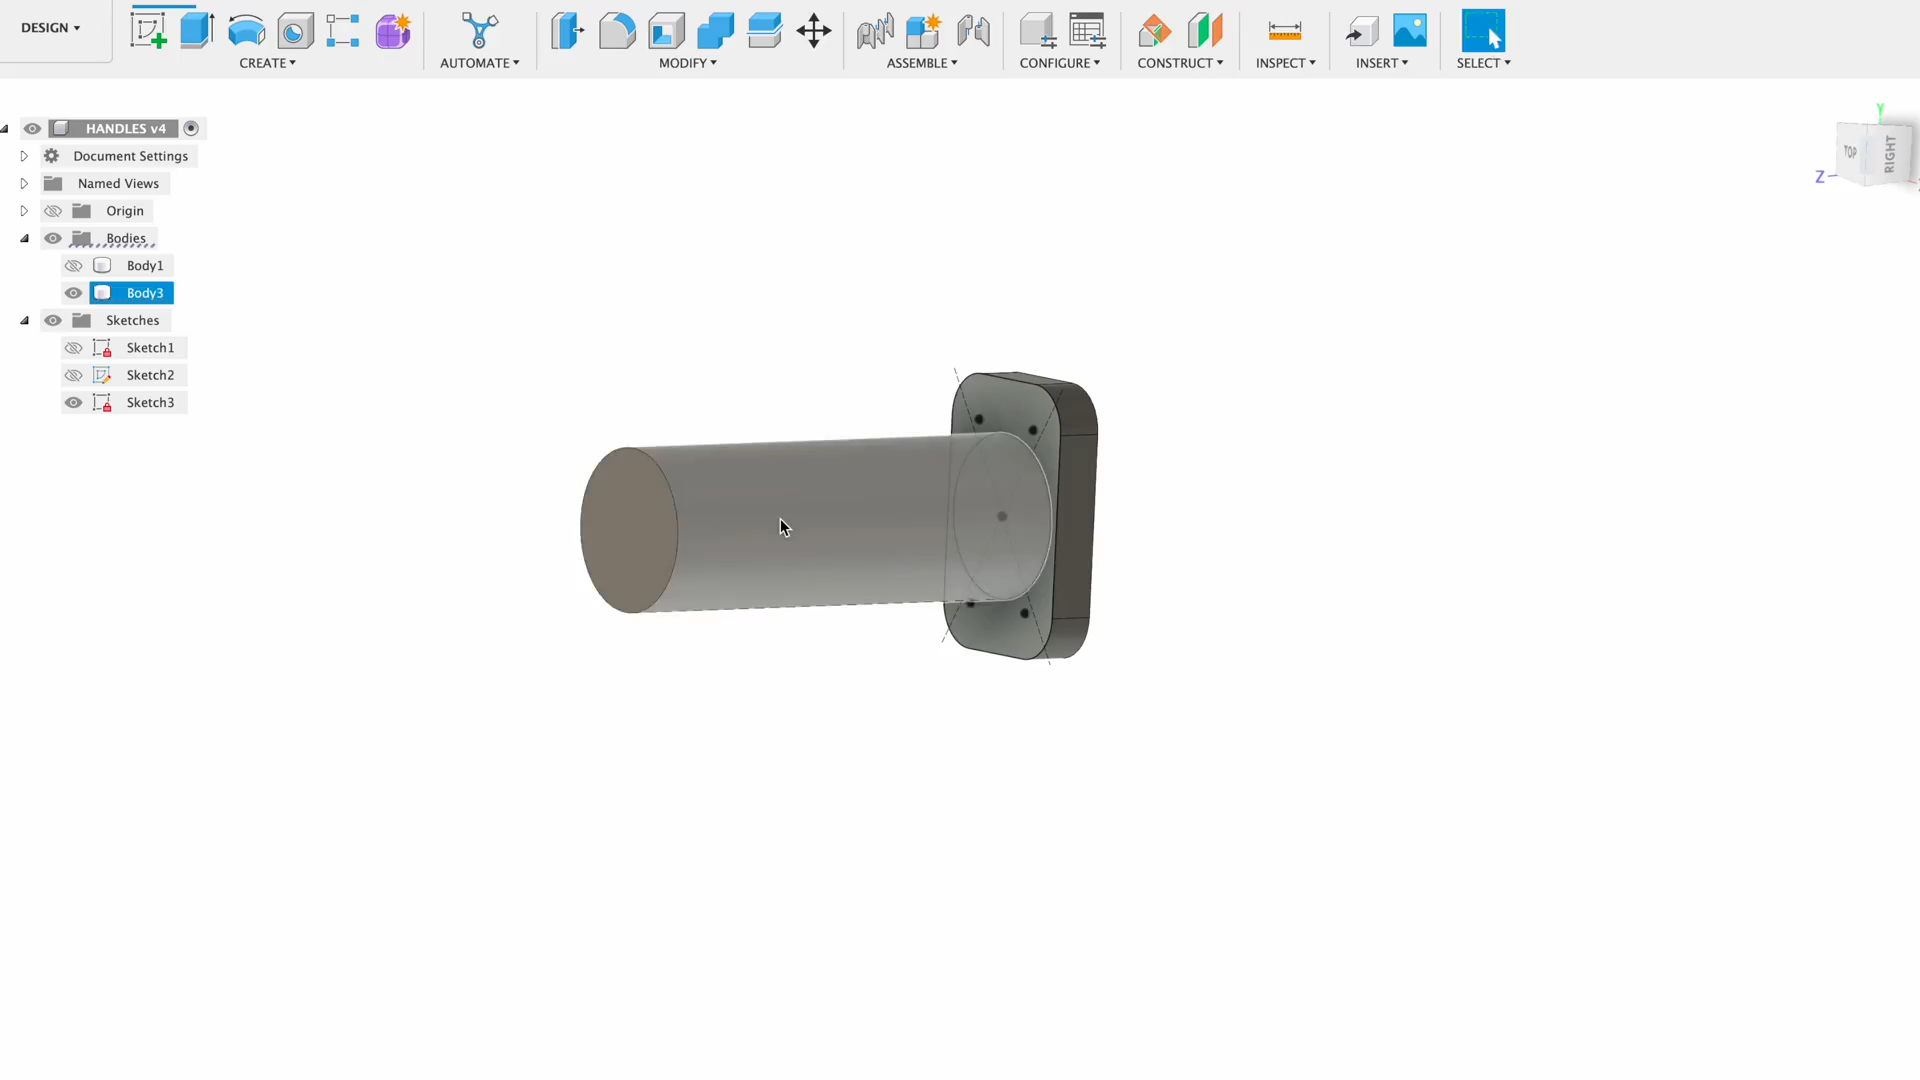 DESIGN
CREATE
AUTOMATE
MODIFY
ASSEMBLE
CONFIGURE
CONSTRUCT
INSPECT
INSERT
SELECT
HANDLES v4
Document Settings
Named Views
Origin
Bodies
Body1
Body3
Sketches
Sketch1
Sketch2
Sketch3
Y
TOP
RIGHT
Z